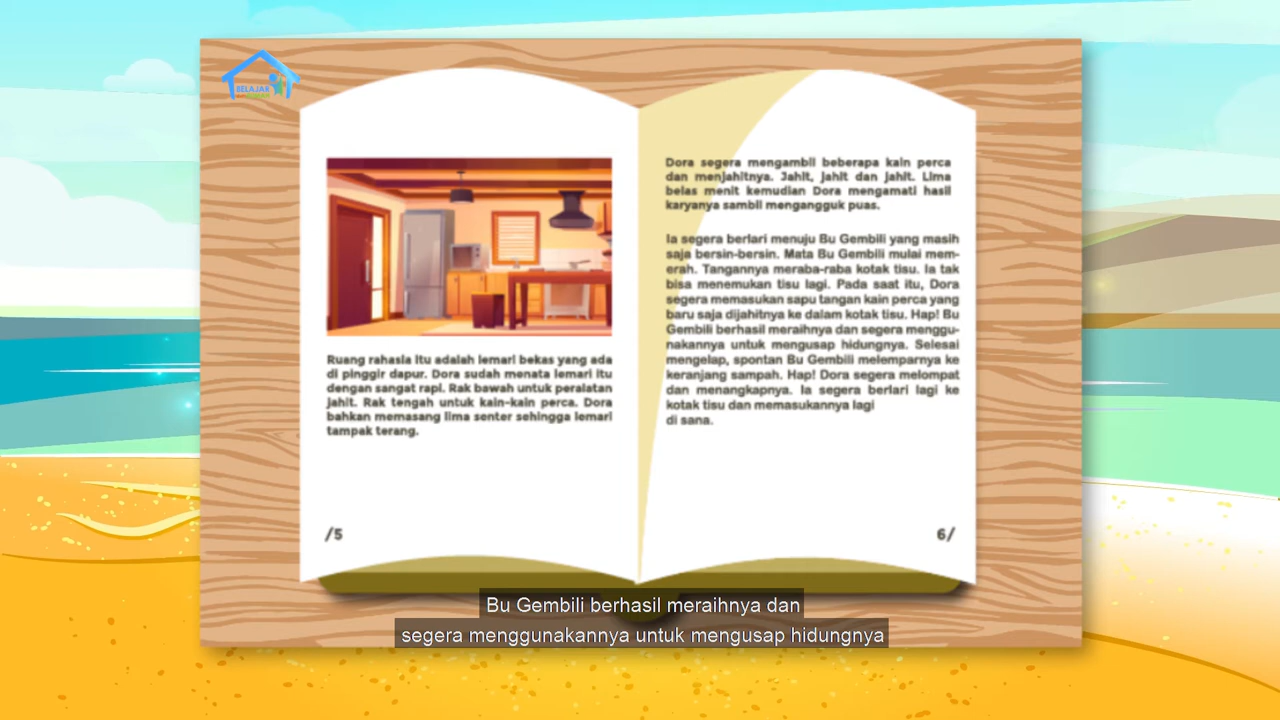 BELAJAR
Ruang rahasia itu adalah lemari bekas yang ada
di pinggir dapur. Dora sudah menata lemari itu
dengan sangat rapi. Rak bawah untuk peralatan
jahit. Rak tengah untuk kain-kain perca. Dora
bahkan memasang lima senter sehingga lemari
tampak terang.
/5
Dora segera mengambil beberapa kain perca
dan menjahitnya. Jahit, jahit dan jahit. Lima
belas menit kemudian Dora mengamati hasil
karyanya sambil mengangguk puas.
Ia segera berlari menuju Bu Gembili yang masih
saja bersin-bersin. Mata Bu Gembili mulai mem-
erah. Tangannya meraba-raba kotak tisu. Ia tak
bisa menemukan tisu lagi. Pada saat itu, Dora
segera memasukan sapu tangan kain perca yang
baru saja dijahitnya ke dalam kotak tisu. Hap! Bu
Gembili berhasil meraihnya dan segera menggu-
nakannya untuk mengusap hidungnya. Selesai
mengelap, spontan Bu Gembili melemparnya ke
keranjang sampah. Hap! Dora segera melompat
dan menangkapnya. Ia segera berlari lagi ke
kotak tisu dan memasukannya lagi
di sana.
6/
Bu Gembili berhasil meraihnya dan
segera menggunakannya untuk mengusap hidungnya